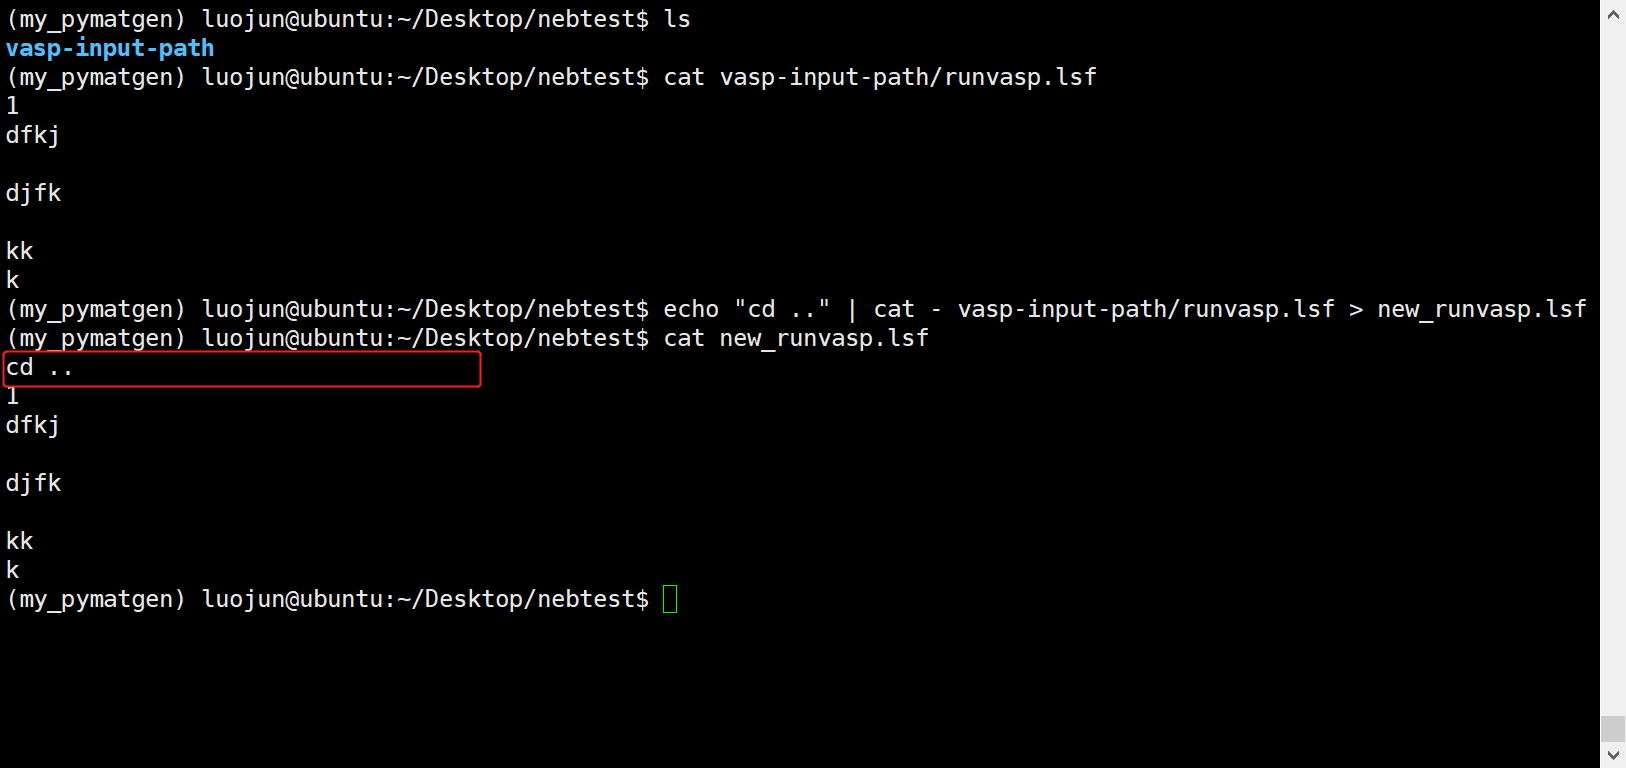 (my_pymatgen) luojun@ubuntu:~/Desktop/nebtest$ ls
vasp-input-path
(my_pymatgen) luojun@ubuntu:~/Desktop/nebtest$ cat vasp-input-path/runvasp.lsf
1
dfkj
djfk
kk
k
(my_pymatgen) luojun@ubuntu:~/Desktop/nebtest$ echo "cd .." | cat - vasp-input-path/runvasp.lsf > new_runvasp.lsf
(my_pymatgen) luojun@ubuntu:~/Desktop/nebtest$ cat new_runvasp.lsf
cd ..
1
dfkj
djfk
kk
k
(my_pymatgen) luojun@ubuntu:~/Desktop/nebtest$